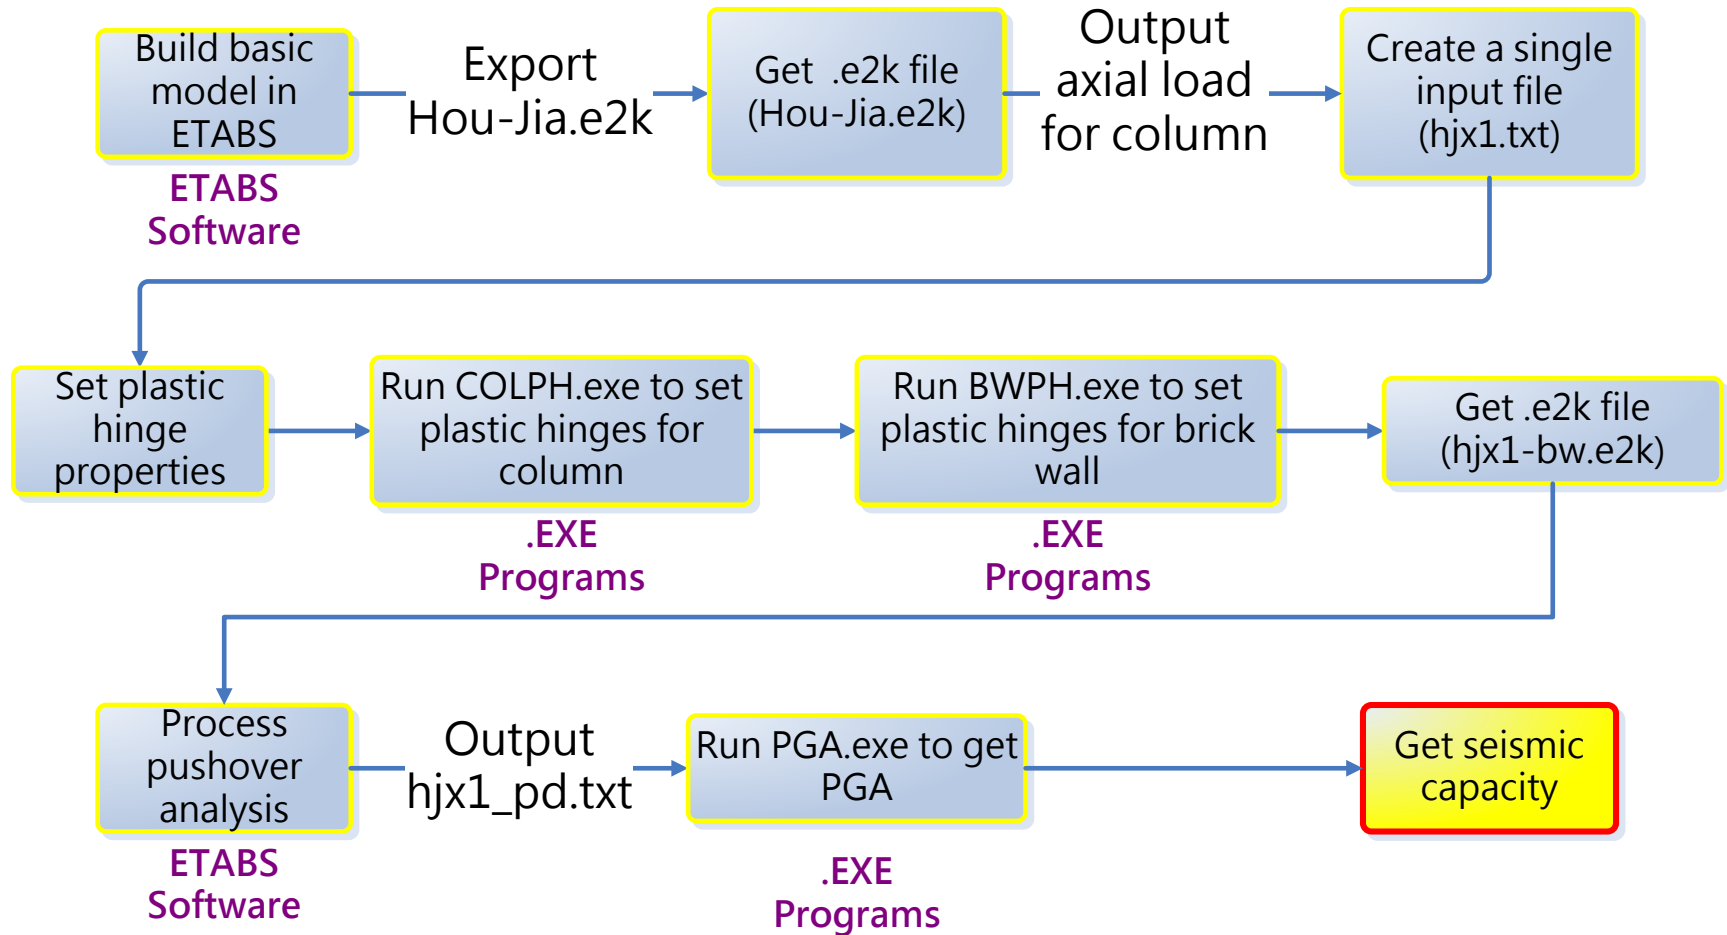 Build basic
model in
ETABS
ETABS
Software
Export
Hou-Jia.e2k
Get .e2k file
(Hou-Jia.e2k)
Output
axial load
for column
Create a single
input file
(hjx1.txt)
Set plastic
hinge
properties
Run COLPH.exe to set
plastic hinges for
column
.EXE
Programs
Run BWPH.exe to set
plastic hinges for brick
wall
.EXE
Programs
Get .e2k file
(hjx1-bw.e2k)
Process
pushover
analysis
ETABS
Software
Output
hjx1_pd.txt
Run PGA.exe to get
PGA
.EXE
Programs
Get seismic
capacity